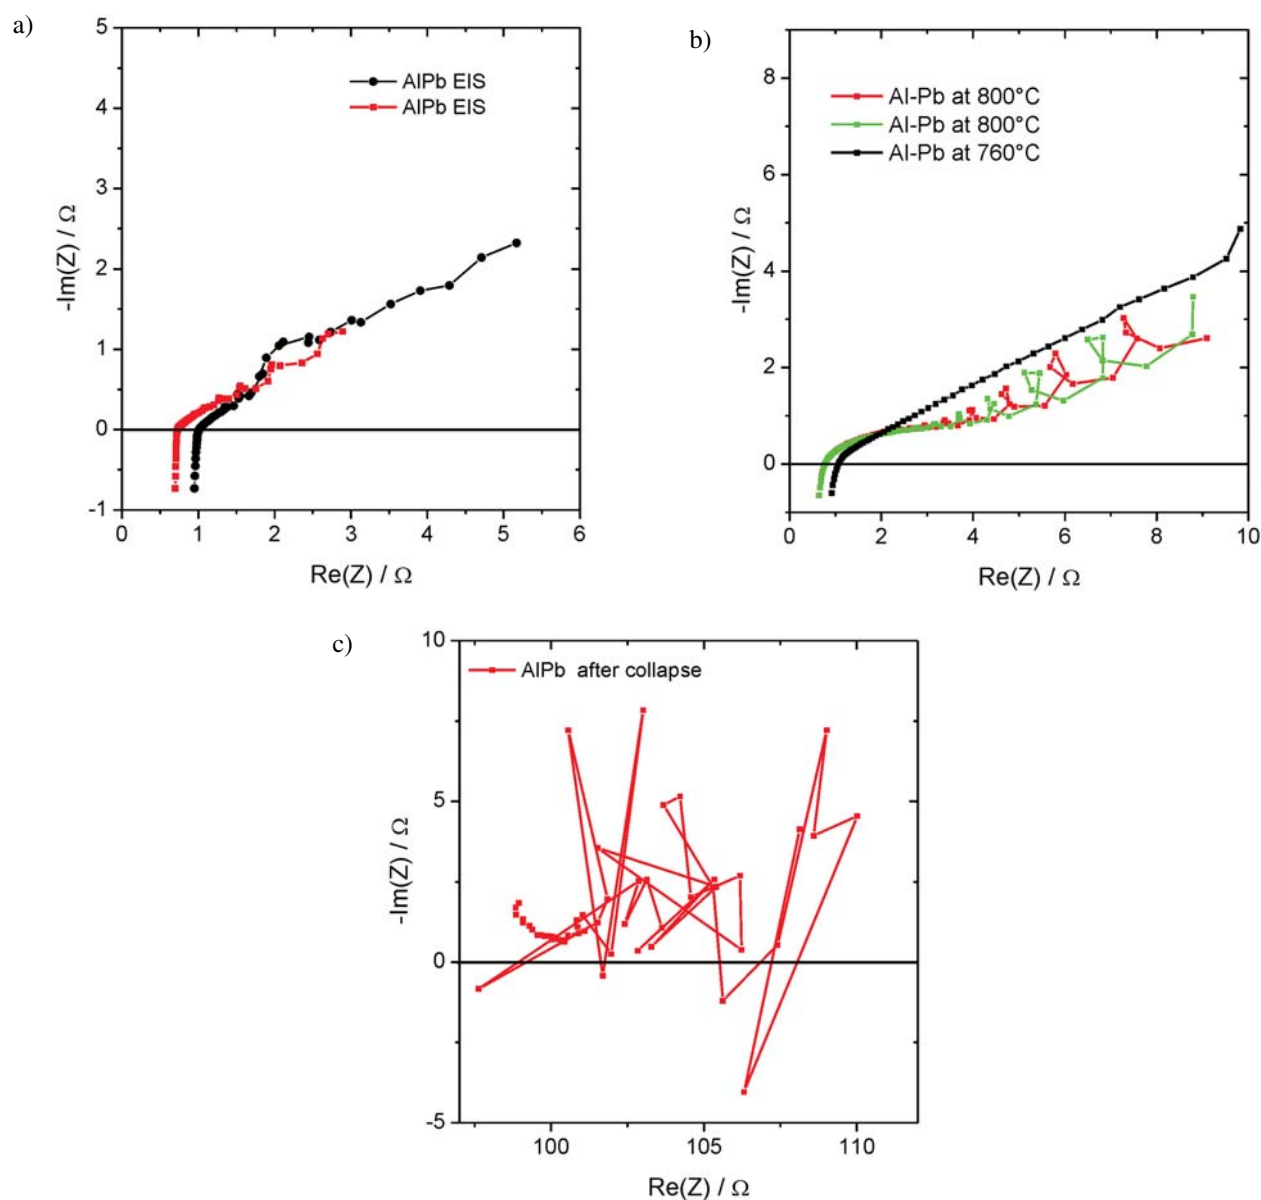 a)
5
4
3
2
1
0
-1
-Im(Z) / Ω
AlPb EIS
AlPb EIS
0 1 2 3 4 5 6
Re(Z) / Ω
b)
8
6
4
2
0
-Im(Z) / Ω
Al-Pb at 800°C
Al-Pb at 800°C
Al-Pb at 760°C
0 2 4 6 8 10
Re(Z) / Ω
c)
10
5
0
-5
-Im(Z) / Ω
AlPb after collapse
100 105 110
Re(Z) / Ω